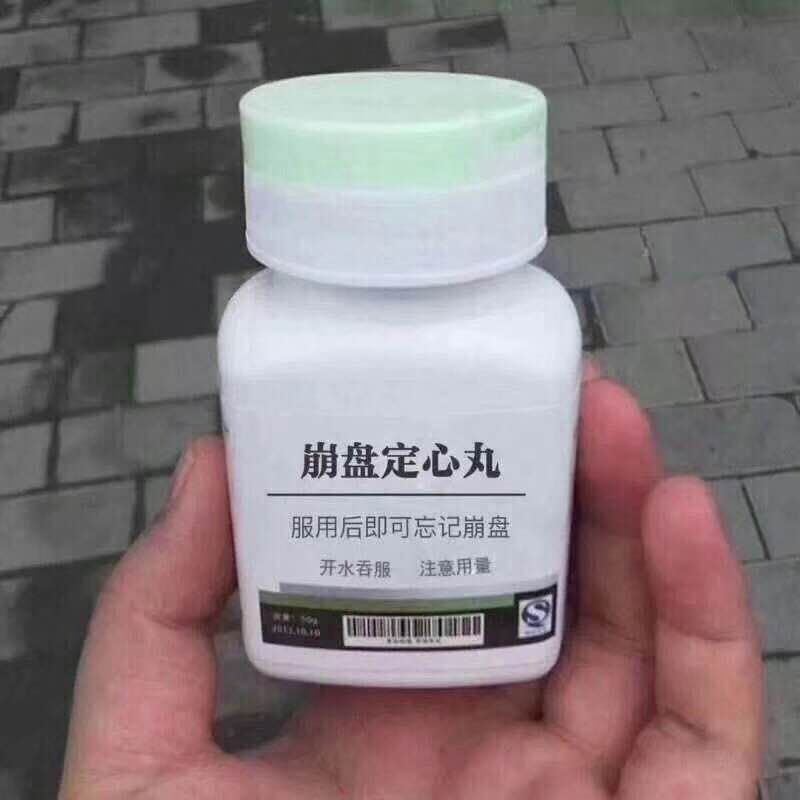 崩盘定心丸
服用后即可忘记崩盘
开水吞服 注意用量